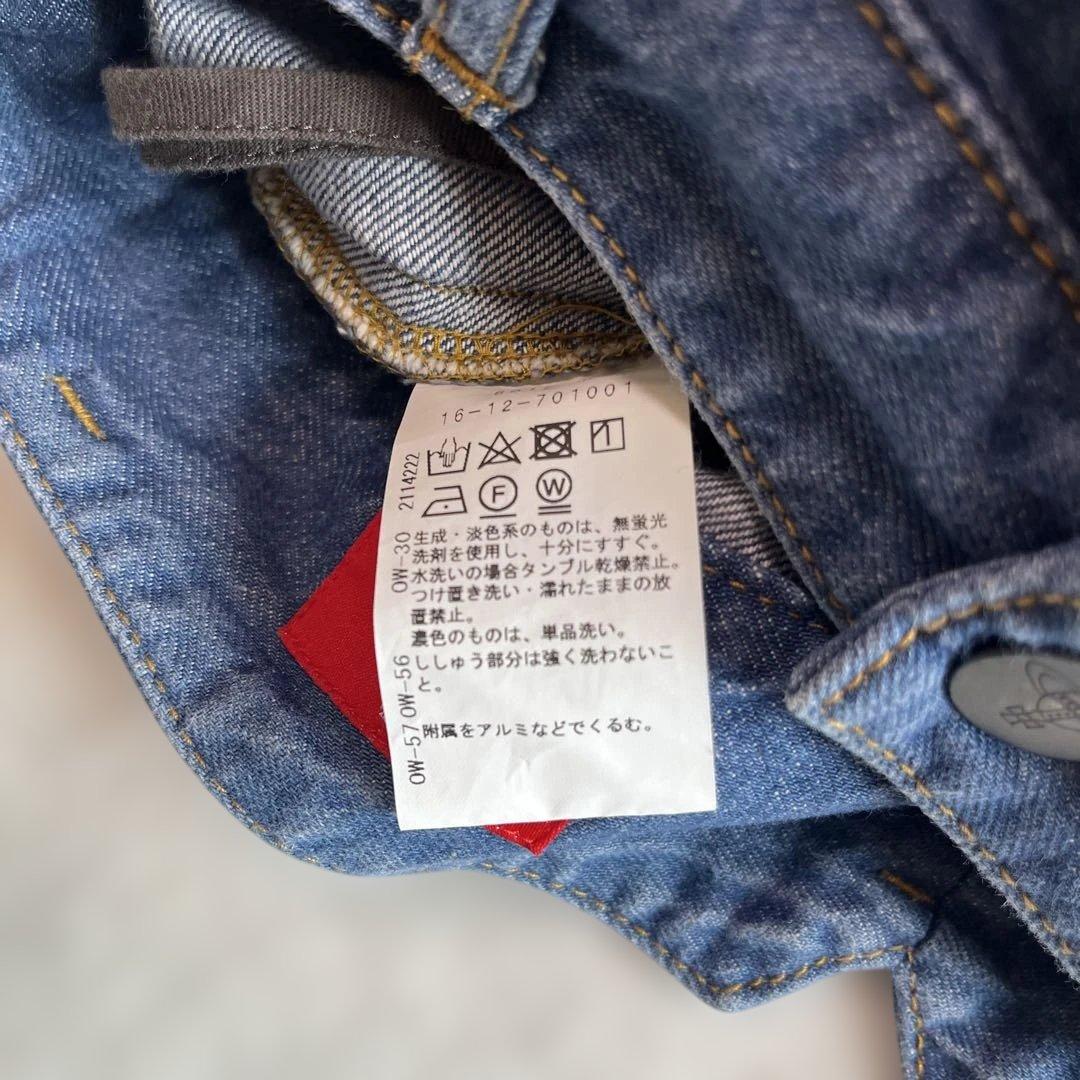 16-12-701001
F W
生成・淡色系のものは、無蛍光
洗剤を使用し、十分にすすぐ。
水洗いの場合タンブル乾燥禁止。
つけ置き洗い・濡れたままの放
置禁止。
濃色のものは、単品洗い。
ししゅう部分は強く洗わないこ
と。
附属をアルミなどでくるむ。
2114222
OW-30
OW-56
OW-57